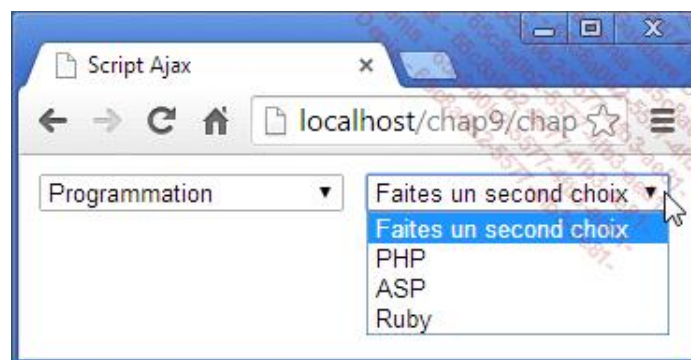 Script Ajax
localhost/chap9/chap
Programmation
Faites un second choix
Faites un second choix
PHP
ASP
Ruby